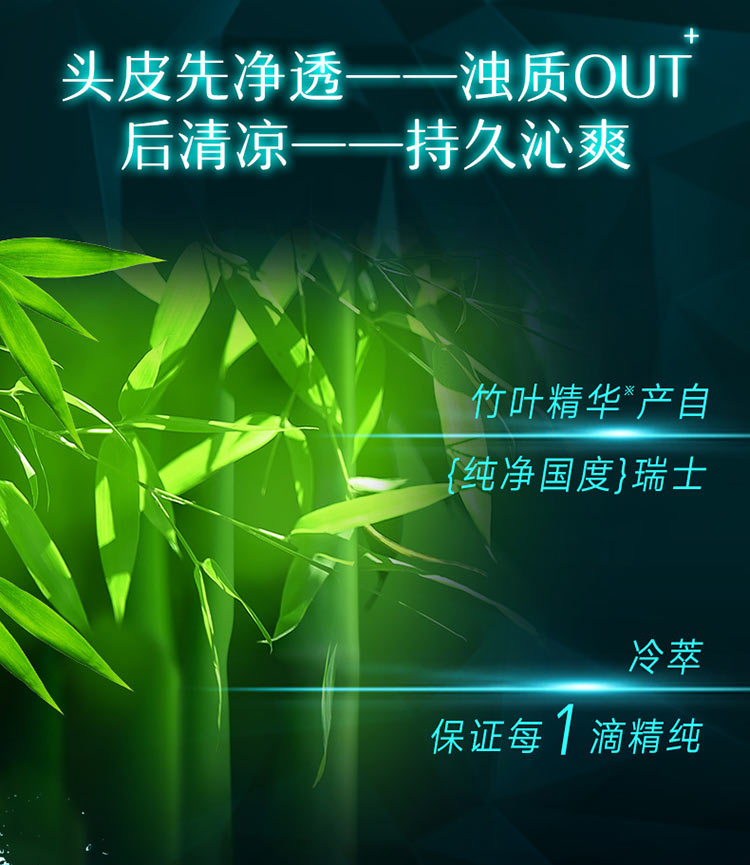 头皮先净透——浊质OUT+
后清凉——持久沁爽
竹叶精华※产自
{纯净国度}瑞士
冷萃
保证每1滴精纯